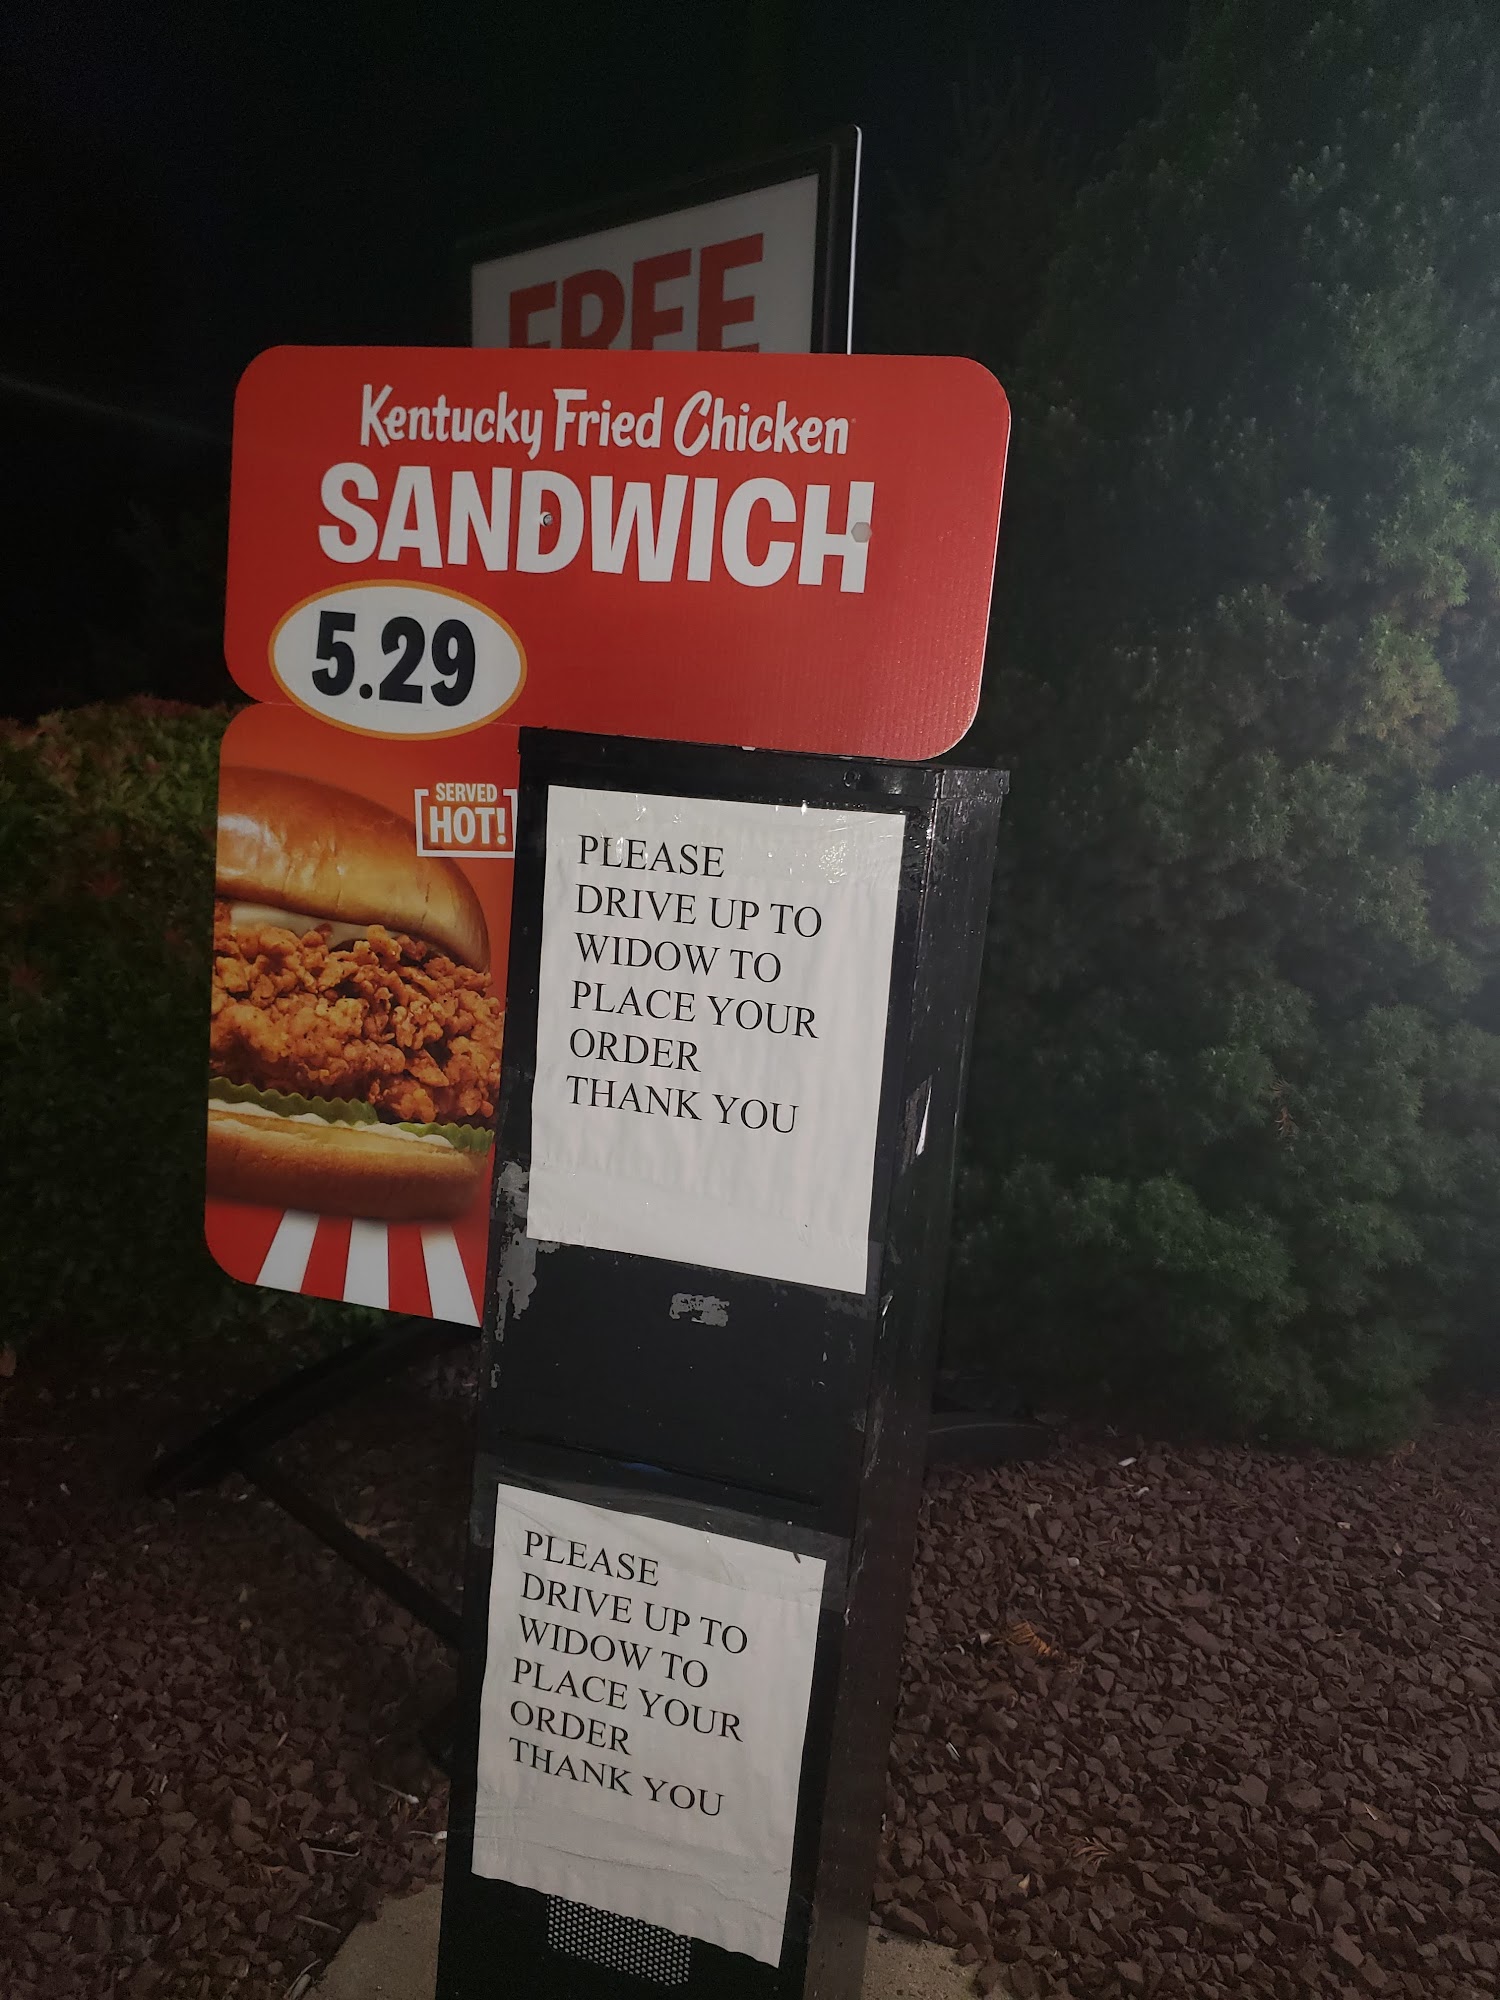 FREE
Kentucky Fried Chicken
SANDWICH
5.29
SERVED
HOT!
PLEASE
DRIVE UP TO
WIDOW TO
PLACE YOUR
ORDER
THANK YOU
PLEASE
DRIVE UP TO
WIDOW TO
PLACE YOUR
ORDER
THANK YOU